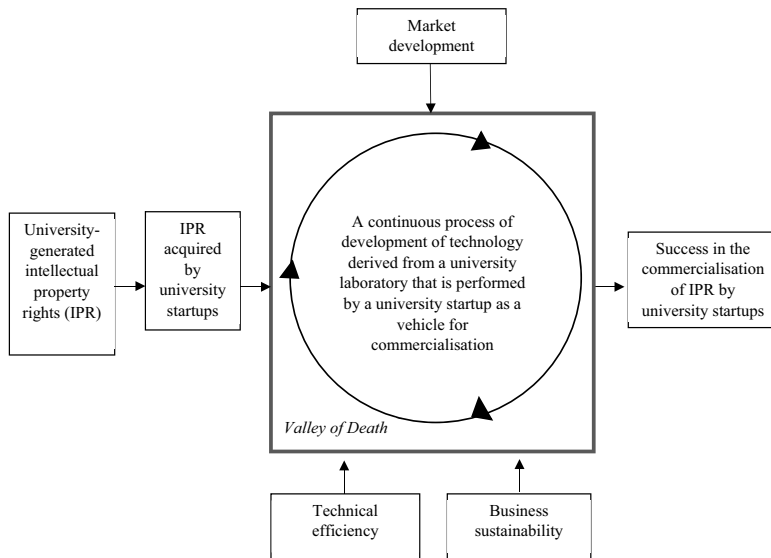 Market
development
University-
generated
intellectual
property
rights (IPR)
IPR
acquired
by
university
startups
A continuous process of
development of technology
derived from a university
laboratory that is performed
by a university startup as a
vehicle for
commercialisation
Valley of Death
Success in the
commercialisation
of IPR by
university startups
Technical
efficiency
Business
sustainability